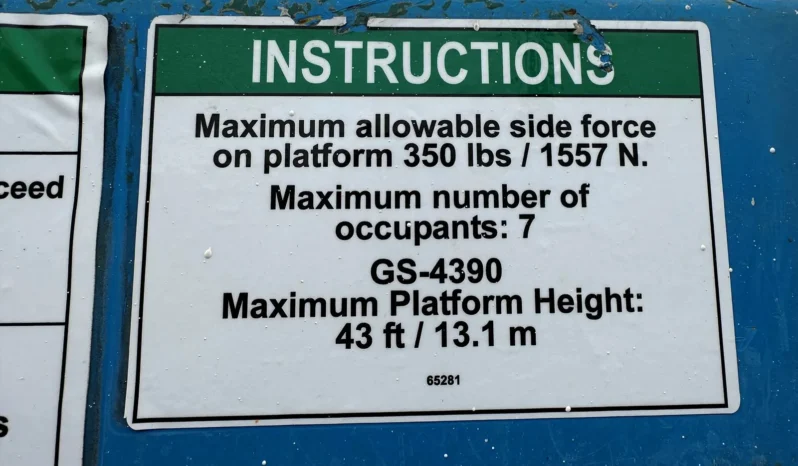 INSTRUCTIONS
Maximum allowable side force
on platform 350 lbs / 1557 N.
Maximum number of
occupants: 7
GS-4390
Maximum Platform Height:
43 ft / 13.1 m
65281